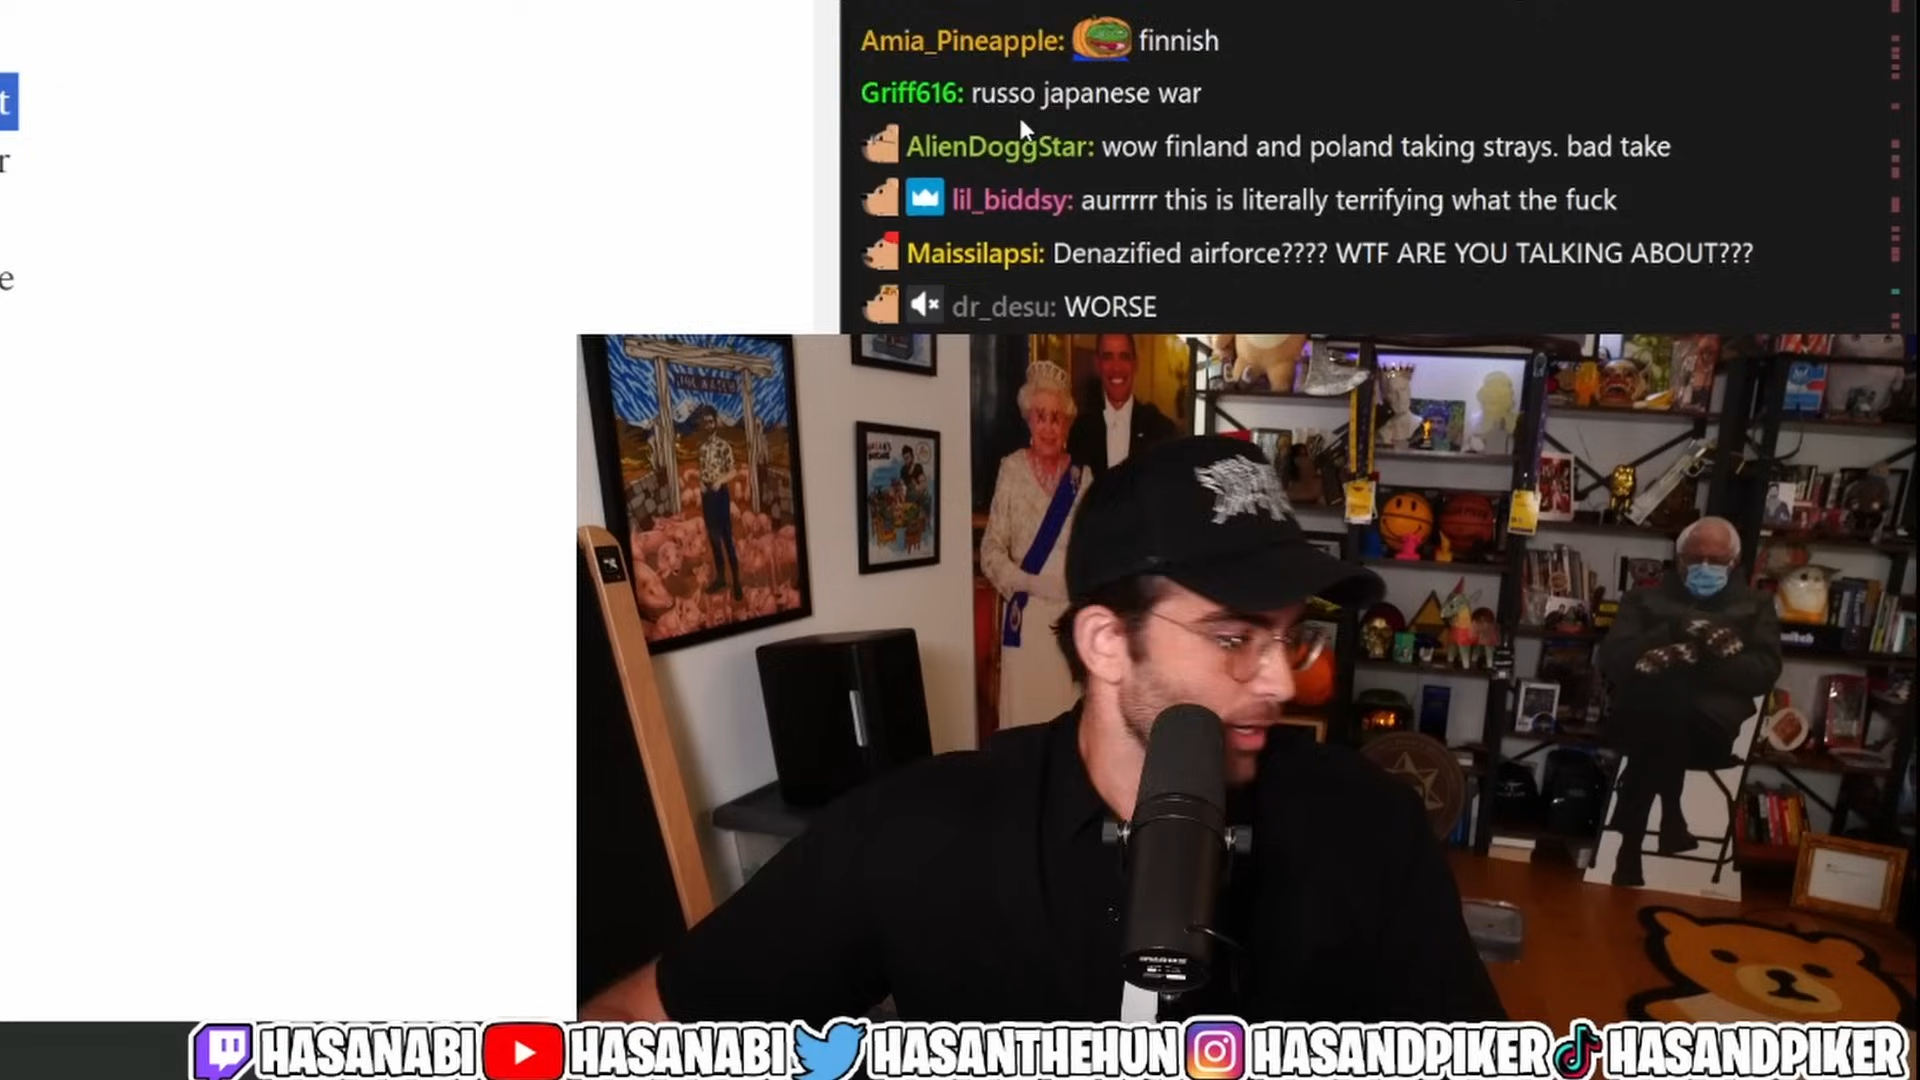 t
r
e
Amia_Pineapple: finnish
Griff616: russo japanese war
AlienDoggStar: wow finland and poland taking strays. bad take
lil_biddsy: aurrrrr this is literally terrifying what the fuck
Maissilapsi: Denazified airforce???? WTF ARE YOU TALKING ABOUT???
dr_desu: WORSE
twitch
HASANABI HASANABI HASANTHEHUN HASANDPIKER HASANDPIKER